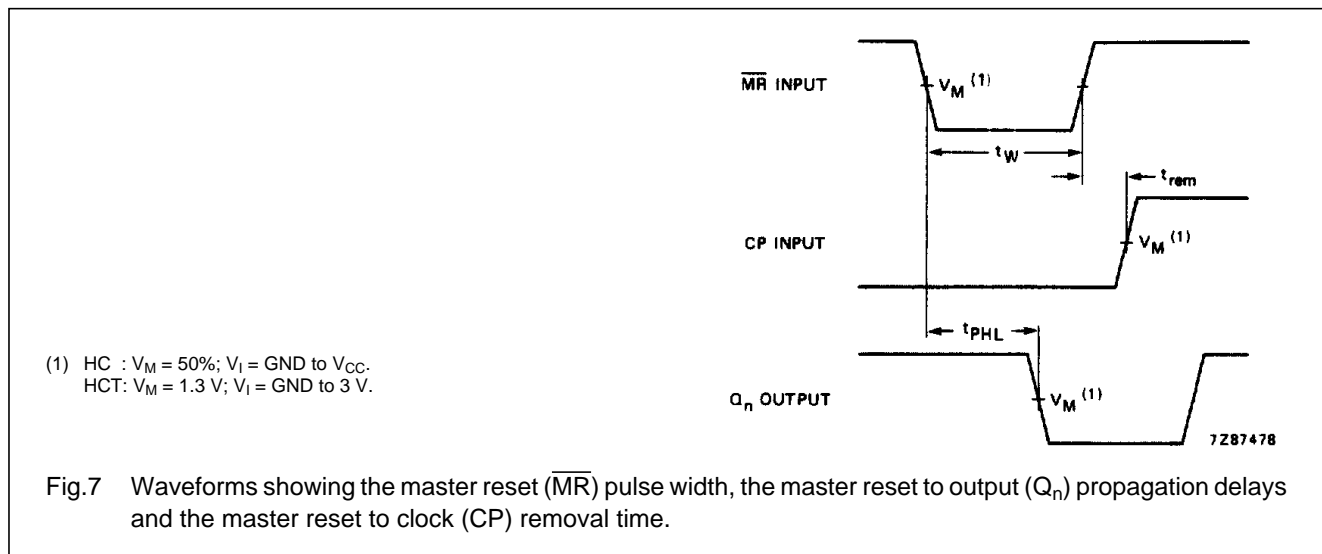 M̅R̅ INPUT
V_M (1)
t_W
t_rem
CP INPUT
V_M (1)
t_PHL
(1) HC : V_M = 50%; V_I = GND to V_CC.
HCT: V_M = 1.3 V; V_I = GND to 3 V.
Q_n OUTPUT
V_M (1)
7Z87478
Fig.7 Waveforms showing the master reset (M̅R̅) pulse width, the master reset to output (Q_n) propagation delays
and the master reset to clock (CP) removal time.